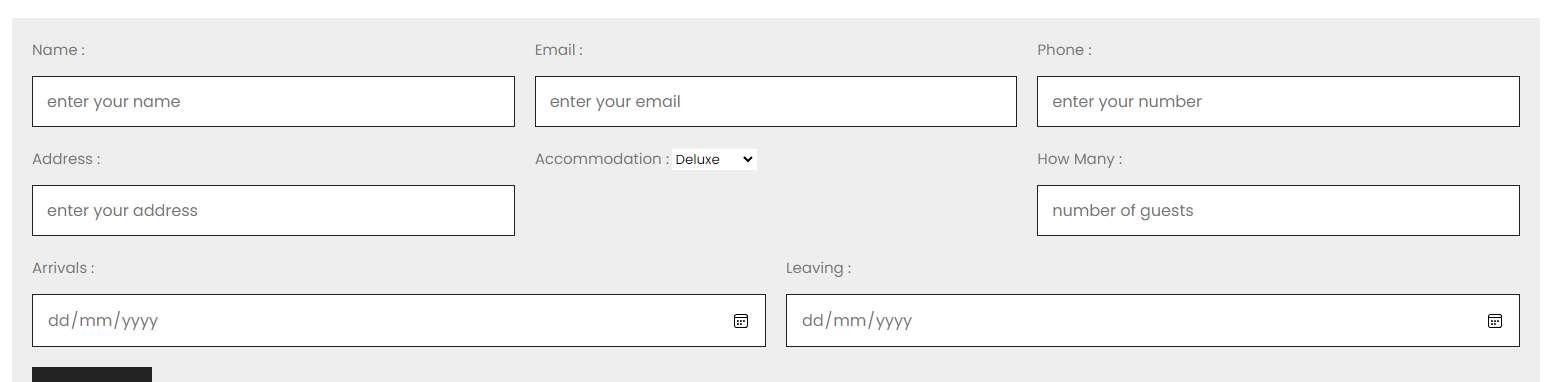 Name : Email : Phone :
enter your name enter your email enter your number
Address : Accommodation : Deluxe How Many :
enter your address number of guests
Arrivals : Leaving :
dd/mm/yyyy dd/mm/yyyy